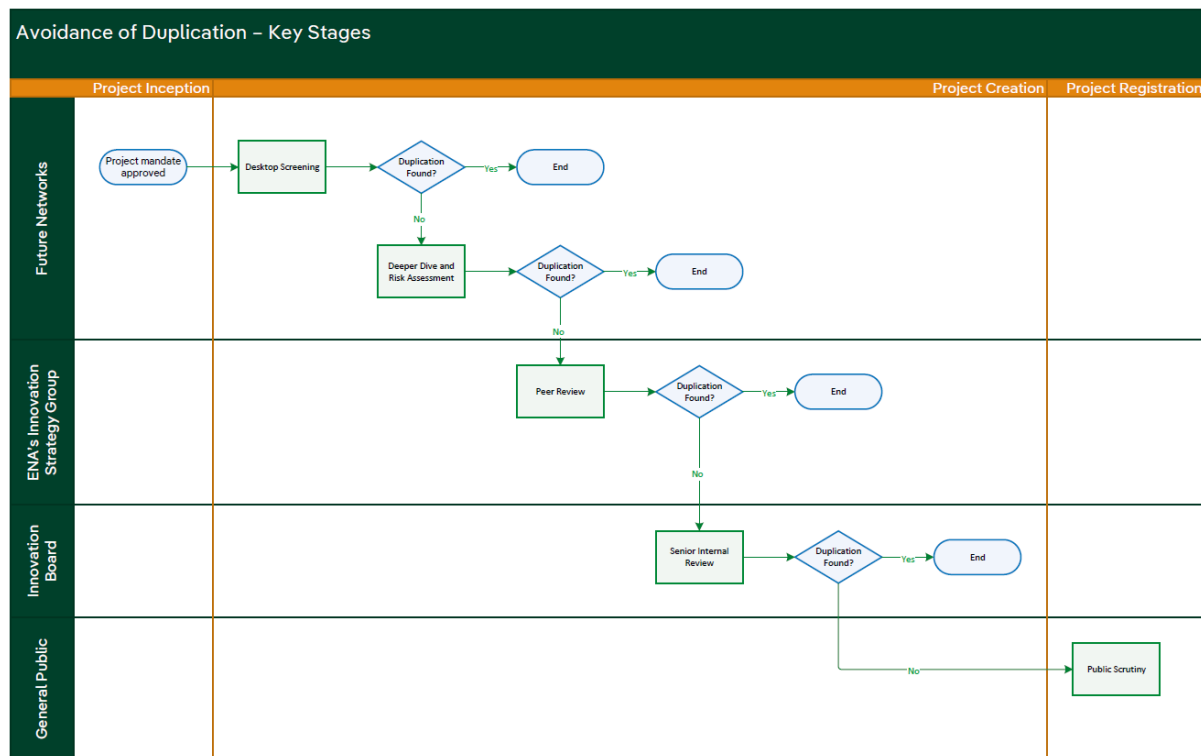 Avoidance of Duplication – Key Stages
Project Inception
Project Creation
Project Registration
Future Networks
Project mandate
approved
Desktop Screening
Duplication
Found?
Yes
End
No
Deeper Dive and
Risk Assessment
Duplication
Found?
Yes
End
No
ENA's Innovation
Strategy Group
Peer Review
Duplication
Found?
Yes
End
No
Innovation
Board
Senior Internal
Review
Duplication
Found?
Yes
End
No
General Public
Public Scrutiny